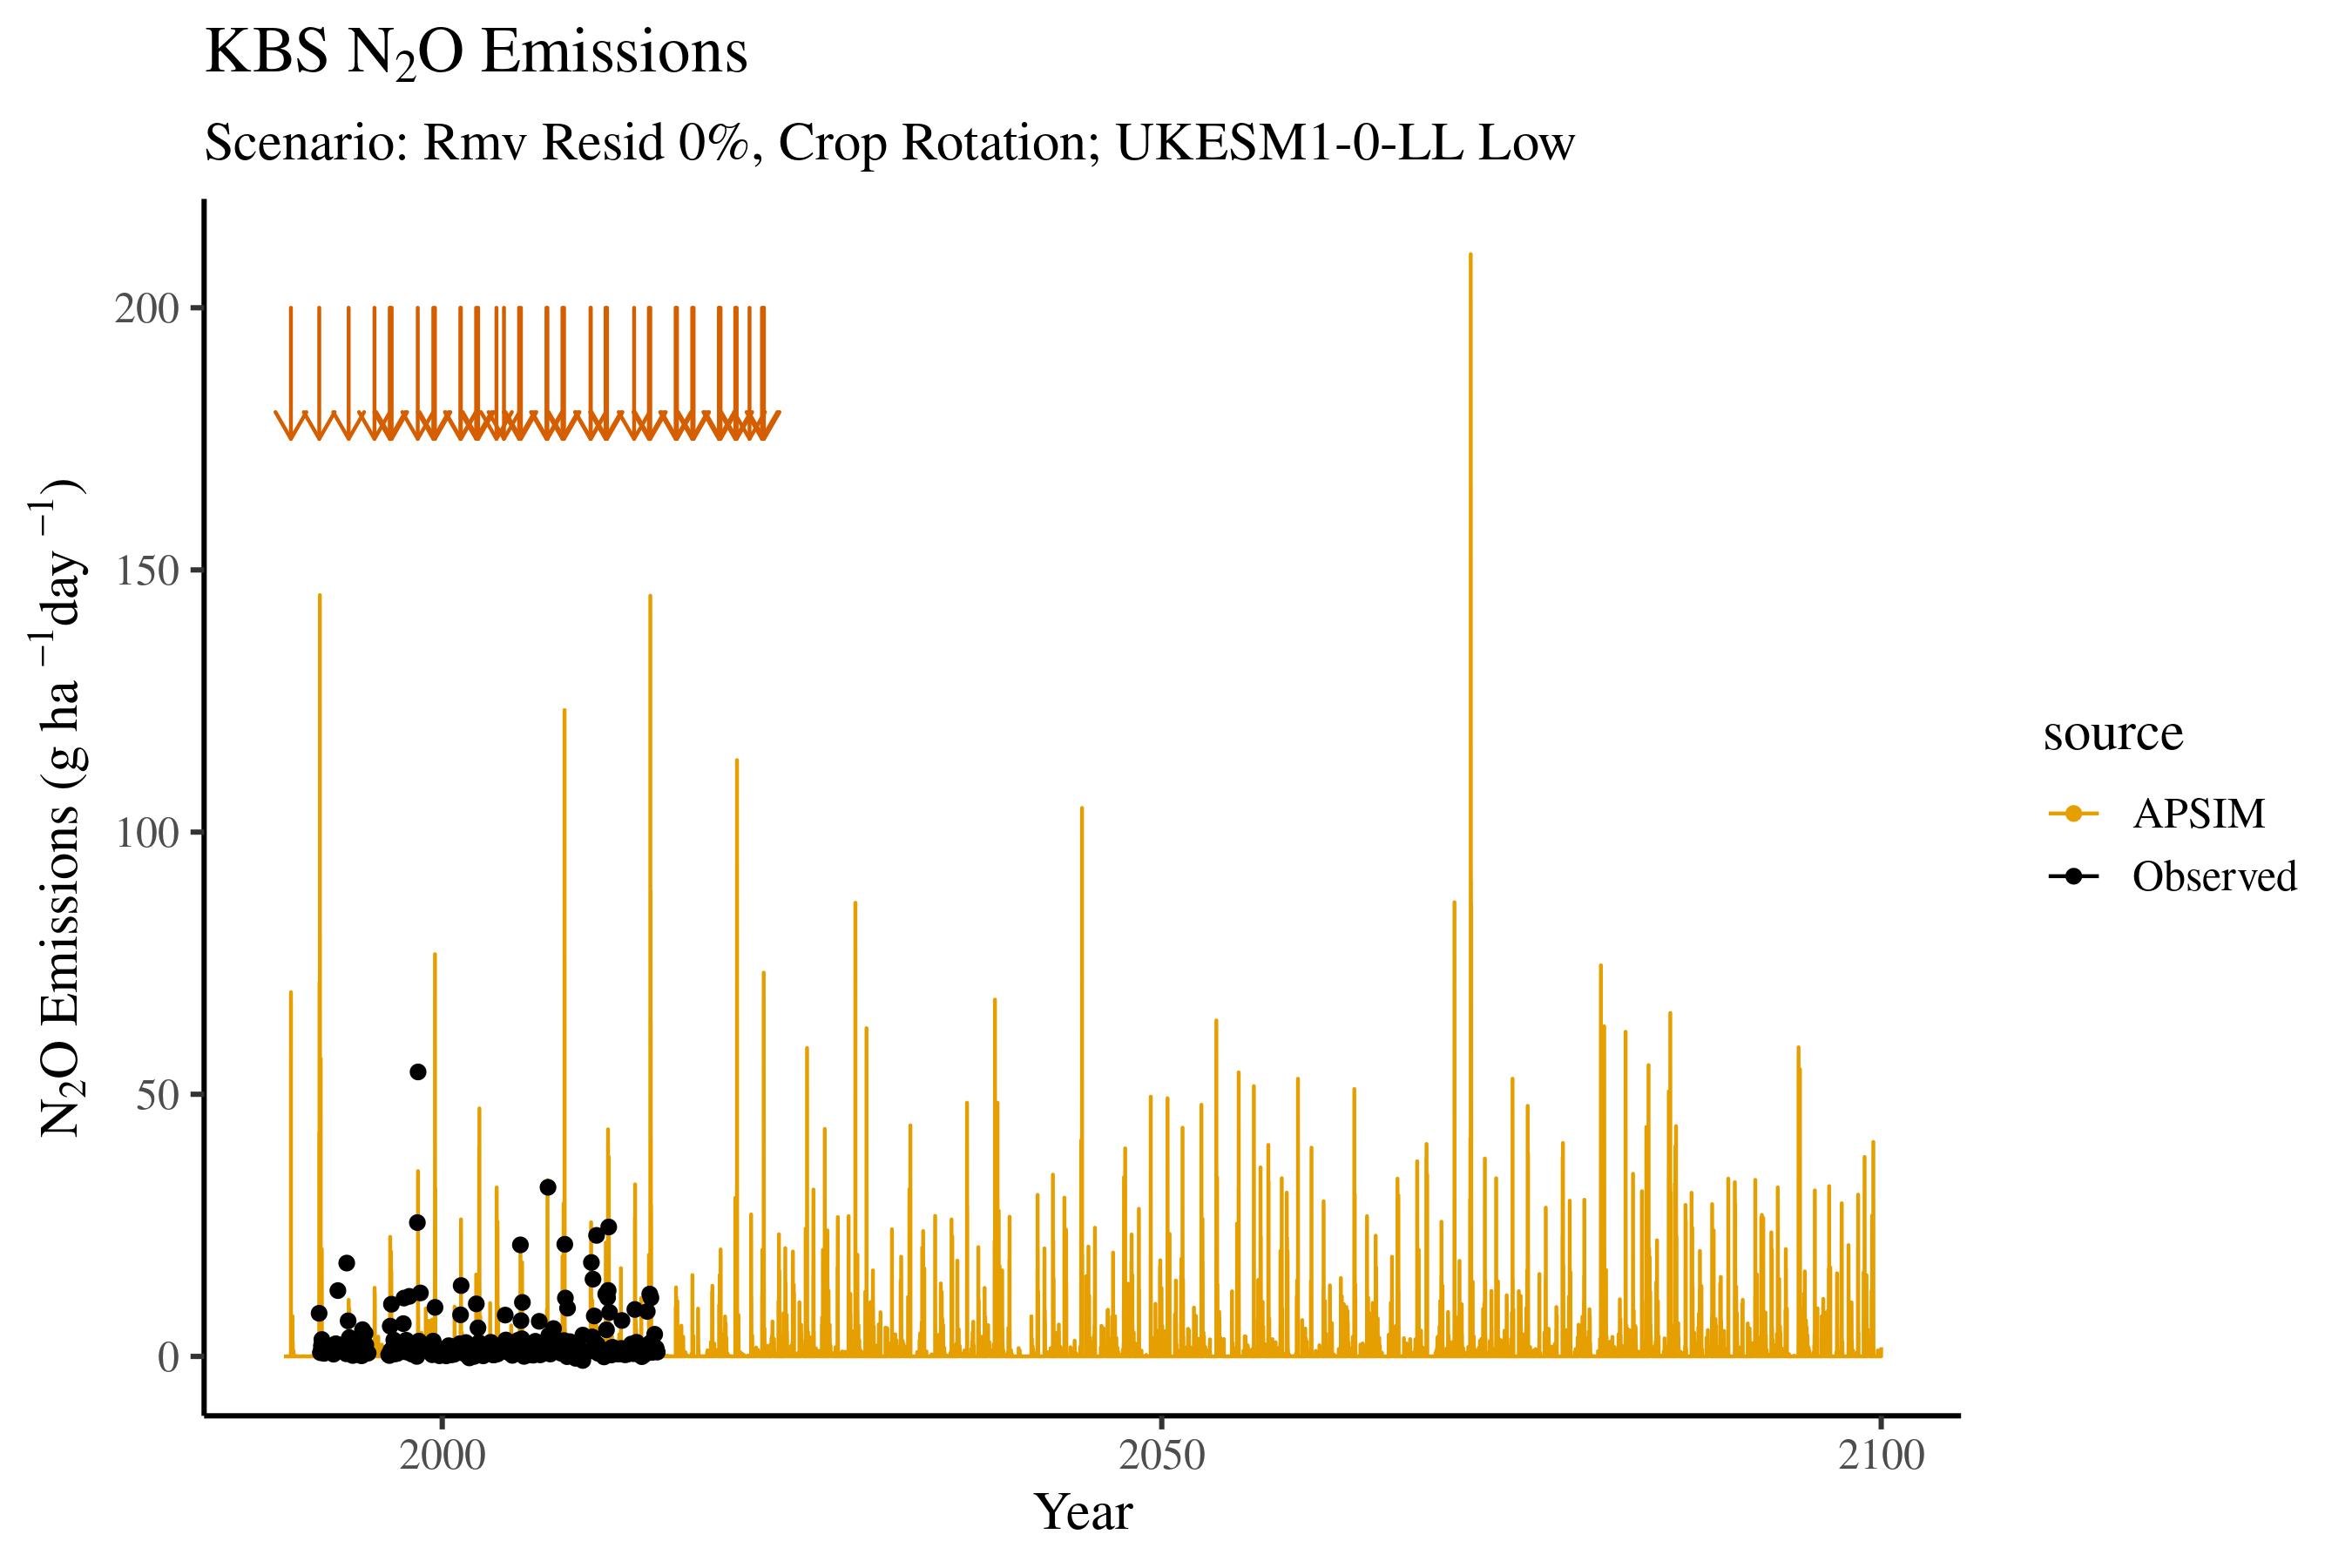 KBS N₂O Emissions
Scenario: Rmv Resid 0%, Crop Rotation; UKESM1-0-LL Low
N₂O Emissions (g ha ⁻¹day ⁻¹)
200
150
100
50
0
2000
2050
2100
Year
source
APSIM
Observed